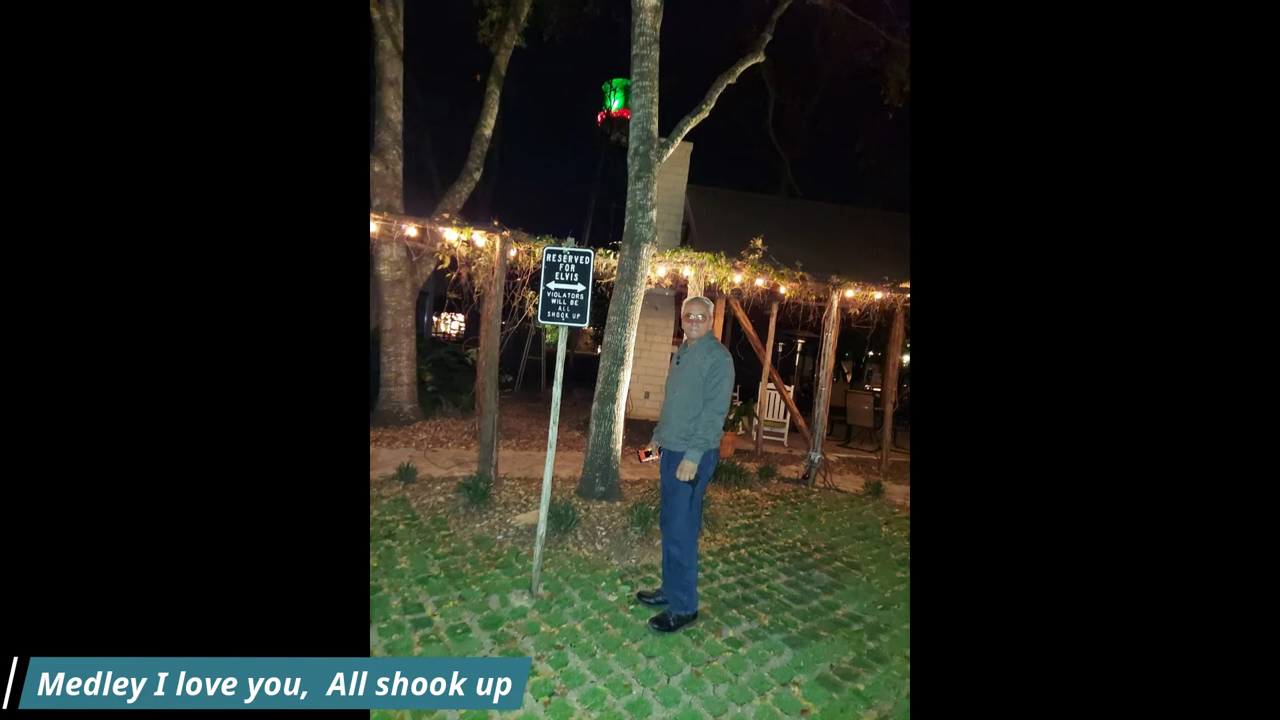 RESERVED
FOR
ELVIS
VIOLATORS
WILL BE
ALL
SHOOK UP
Medley I love you,  All shook up